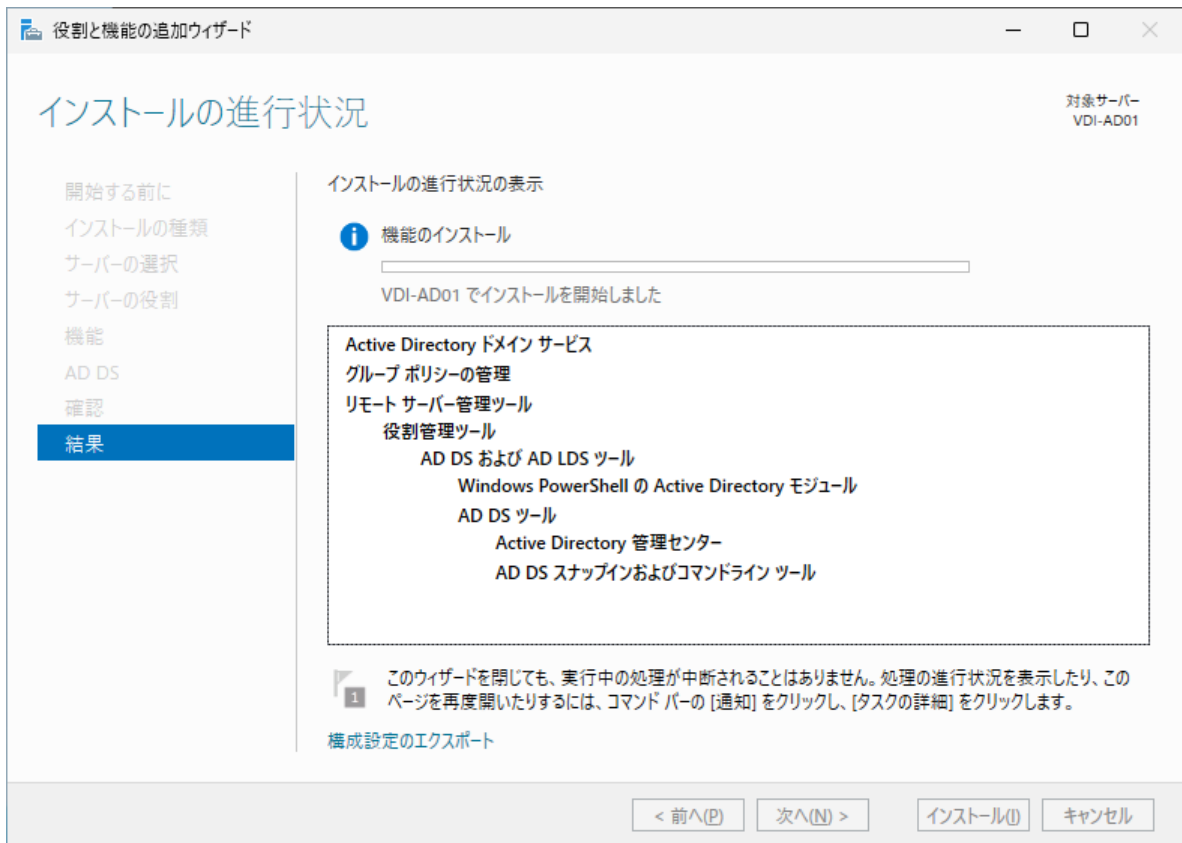 役割と機能の追加ウィザード
インストールの進行状況
対象サーバー
VDI-AD01
開始する前に
インストールの種類
サーバーの選択
サーバーの役割
機能
AD DS
確認
結果
インストールの進行状況の表示
機能のインストール
VDI-AD01 でインストールを開始しました
Active Directory ドメイン サービス
グループ ポリシーの管理
リモート サーバー管理ツール
役割管理ツール
AD DS および AD LDS ツール
Windows PowerShell の Active Directory モジュール
AD DS ツール
Active Directory 管理センター
AD DS スナップインおよびコマンドライン ツール
1
このウィザードを閉じても、実行中の処理が中断されることはありません。処理の進行状況を表示したり、この
ページを再度開いたりするには、コマンド バーの [通知] をクリックし、[タスクの詳細] をクリックします。
構成設定のエクスポート
< 前へ(P)
次へ(N) >
インストール(I)
キャンセル